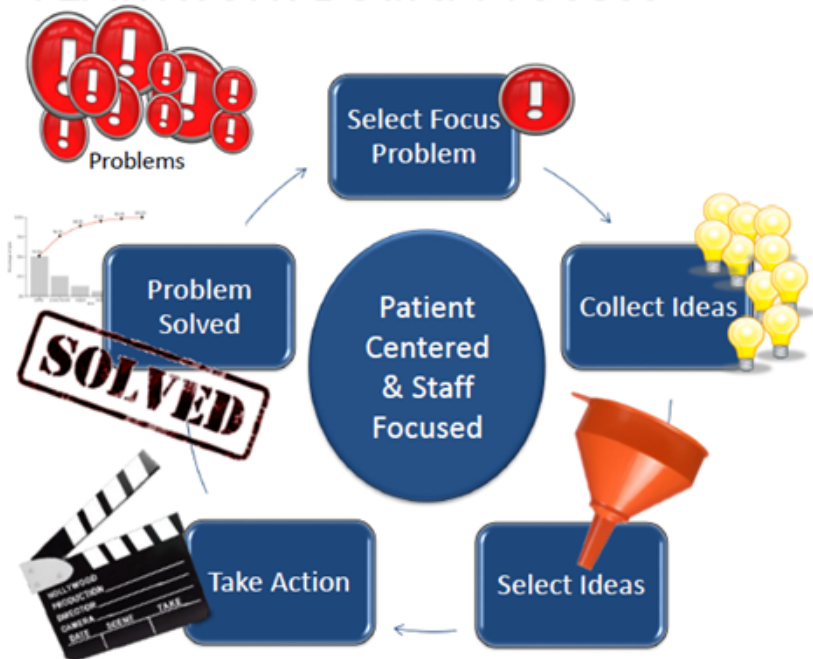 Problems
Select Focus
Problem
Collect Ideas
Select Ideas
Take Action
Problem
Solved
SOLVED
Patient
Centered
& Staff
Focused
HOLLYWOOD
PRODUCTION
DIRECTOR
CAMERA
DATE SCENE TAKE